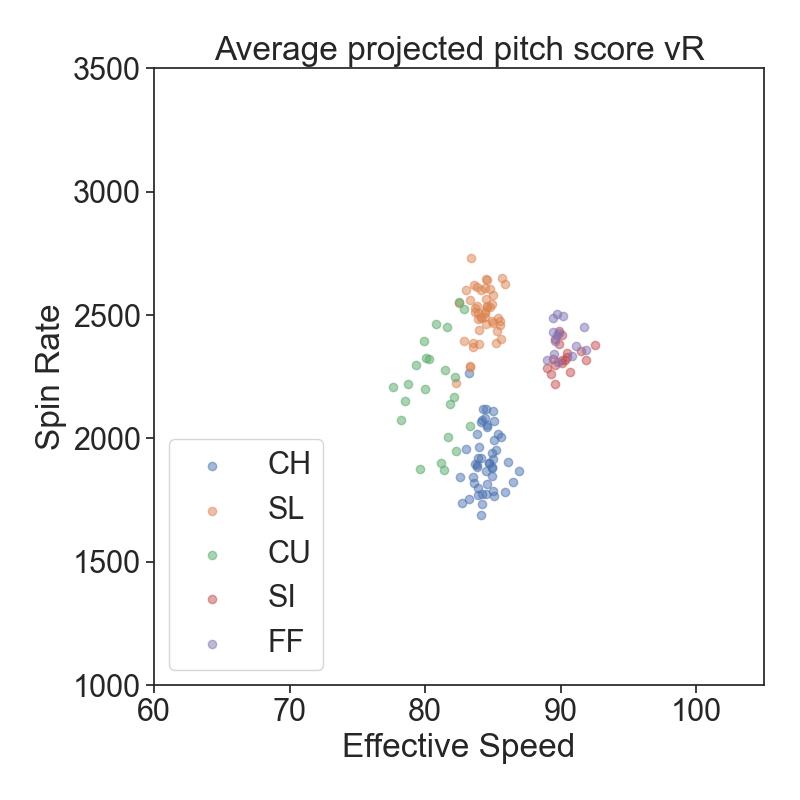 Average projected pitch score vR
3500
3000
2500
2000
1500
1000
Spin Rate
CH
SL
CU
SI
FF
60 70 80 90 100
Effective Speed